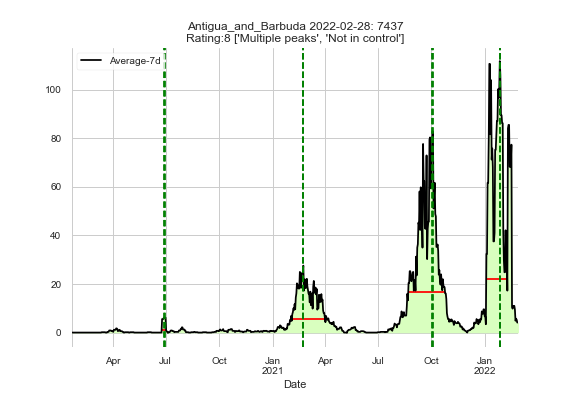 Antigua_and_Barbuda 2022-02-28: 7437
Rating:8 ['Multiple peaks', 'Not in control']
Average-7d
100
80
60
40
20
0
Apr Jul Oct Jan Apr Jul Oct Jan
2021 2022
Date